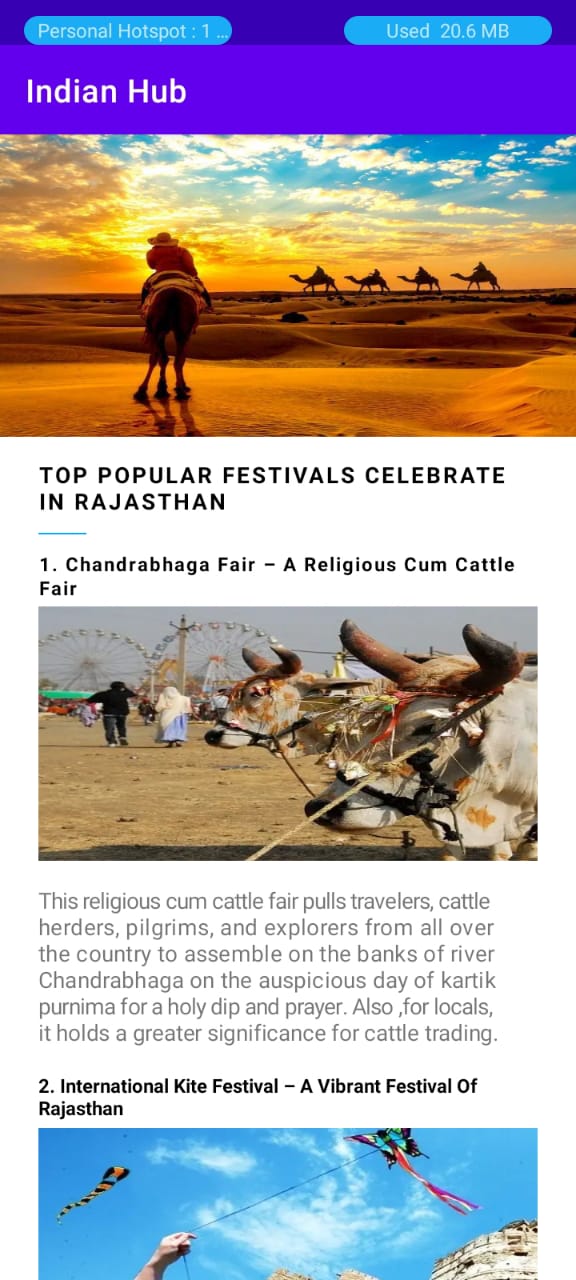 Personal Hotspot : 1 ...
Used 20.6 MB
Indian Hub
TOP POPULAR FESTIVALS CELEBRATE
IN RAJASTHAN
1. Chandrabhaga Fair – A Religious Cum Cattle
Fair
This religious cum cattle fair pulls travelers, cattle
herders, pilgrims, and explorers from all over
the country to assemble on the banks of river
Chandrabhaga on the auspicious day of kartik
purnima for a holy dip and prayer. Also ,for locals,
it holds a greater significance for cattle trading.
2. International Kite Festival – A Vibrant Festival Of
Rajasthan